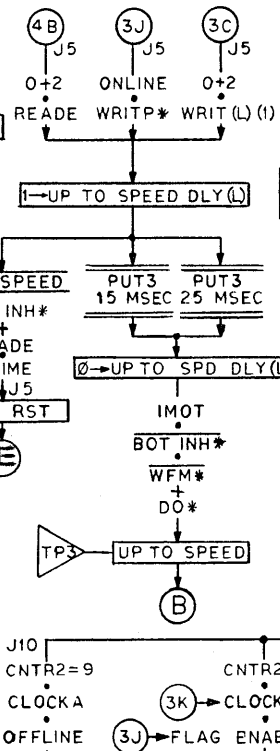 4B 3J 3C
J5 J5 J5
0+2 ONLINE 0+2
READE WRITP* WRIT(L)(1)
1→UP TO SPEED DLY(L)
SPEED
PUT3 PUT3
15 MSEC 25 MSEC
INH*
+
ADE
IME
J5
RST
E
Ø→UP TO SPD DLY(L
IMOT
BOT INH*
WFM*
+
DO*
TP3 UP TO SPEED
B
J10
CNTR2=9 CNTR2
CLOCKA 3K→CLOCK
OFFLINE 3J→FLAG ENAB